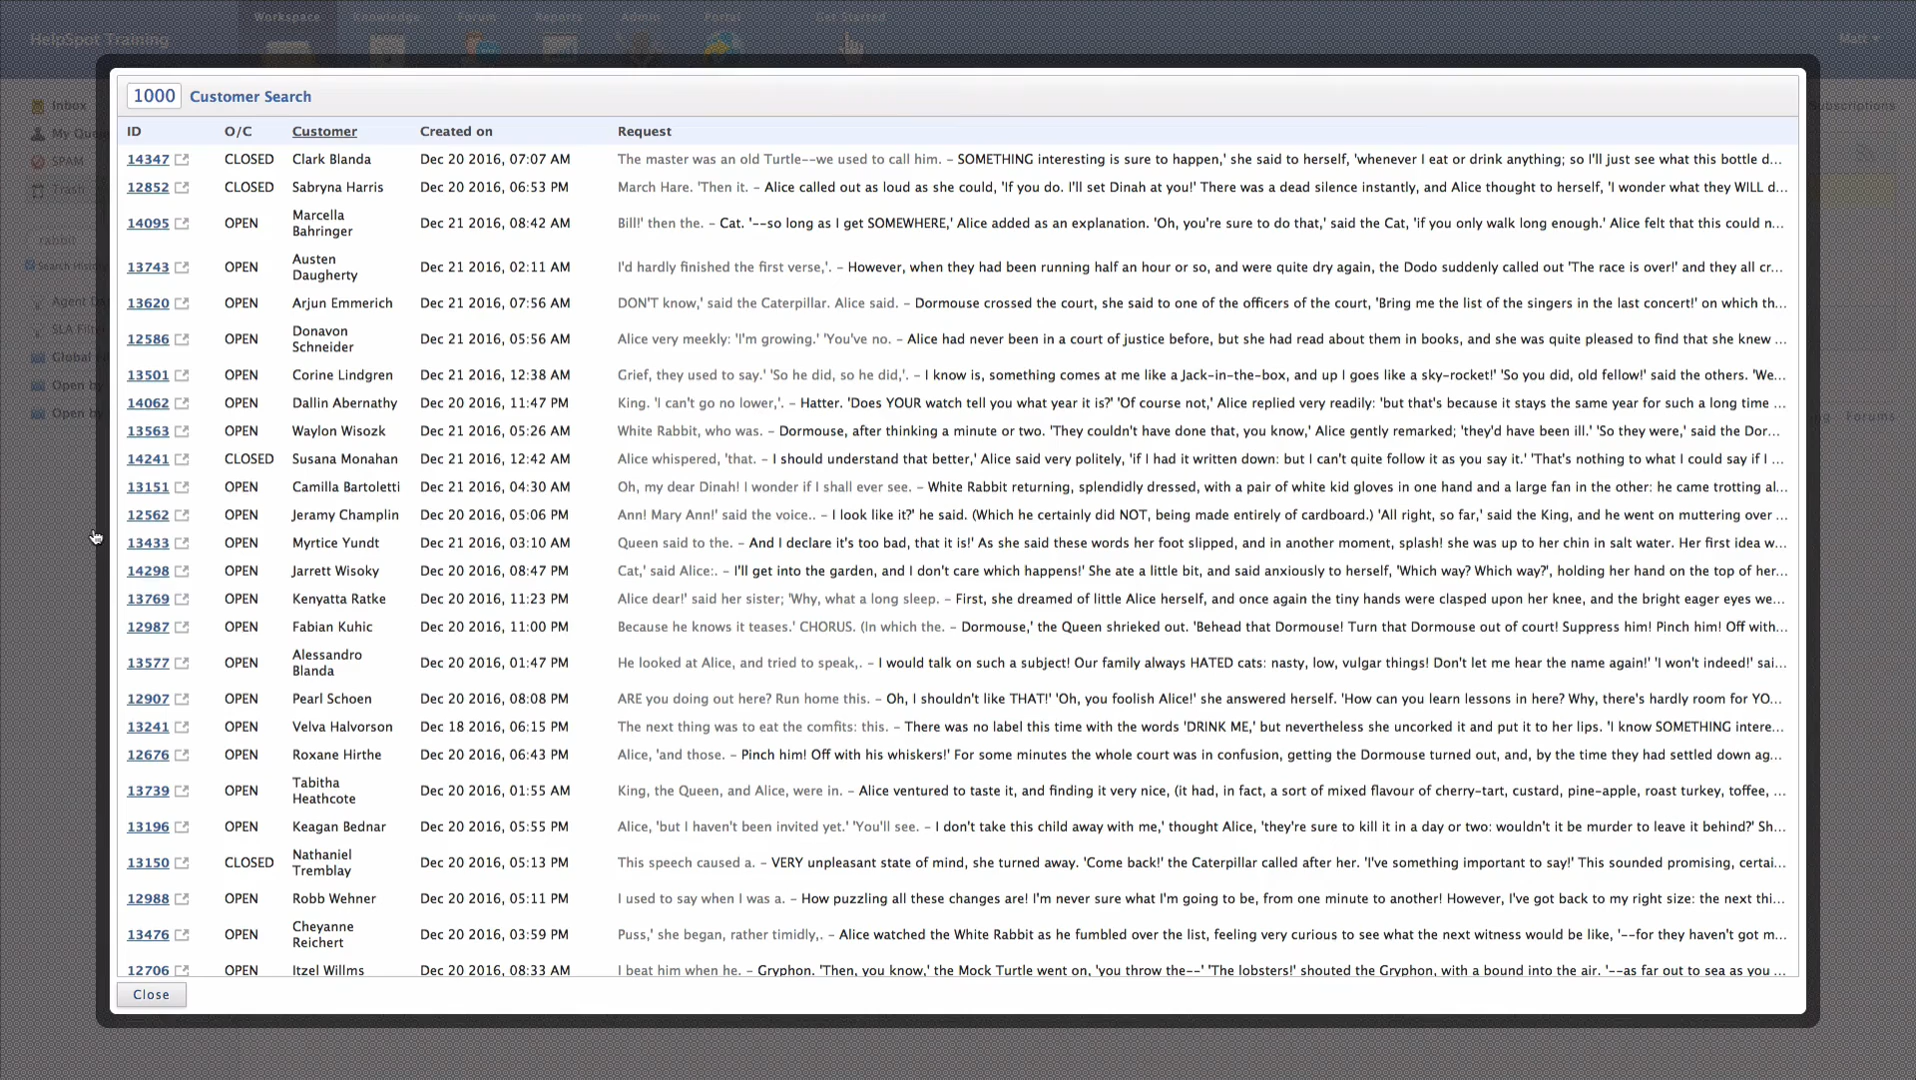 Workspace Knowledge Forum Reports Admin Portal Get Started
HelpSpot Training
Matt
Inbox
My Que
SPAM
Trash
rabbit
Search Histo
Agent D
SLA Filt
Global
Open by
Open by
Subscriptions
Forums
1000 Customer Search
ID O/C Customer Created on Request
14347 CLOSED Clark Blanda Dec 20 2016, 07:07 AM The master was an old Turtle--we used to call him. – SOMETHING interesting is sure to happen,' she said to herself, 'whenever I eat or drink anything; so I'll just see what this bottle d...
12852 CLOSED Sabryna Harris Dec 20 2016, 06:53 PM March Hare. 'Then it. – Alice called out as loud as she could, 'If you do. I'll set Dinah at you!' There was a dead silence instantly, and Alice thought to herself, 'I wonder what they WILL d...
14095 OPEN Marcella Bahringer Dec 21 2016, 08:42 AM Bill!' then the. – Cat. '--so long as I get SOMEWHERE,' Alice added as an explanation. 'Oh, you're sure to do that,' said the Cat, 'if you only walk long enough.' Alice felt that this could n...
13743 OPEN Austen Daugherty Dec 21 2016, 02:11 AM I'd hardly finished the first verse,'. – However, when they had been running half an hour or so, and were quite dry again, the Dodo suddenly called out 'The race is over!' and they all cr...
13620 OPEN Arjun Emmerich Dec 21 2016, 07:56 AM DON'T know,' said the Caterpillar. Alice said. – Dormouse crossed the court, she said to one of the officers of the court, 'Bring me the list of the singers in the last concert!' on which th...
12586 OPEN Donavon Schneider Dec 21 2016, 05:56 AM Alice very meekly: 'I'm growing.' 'You've no. – Alice had never been in a court of justice before, but she had read about them in books, and she was quite pleased to find that she knew ...
13501 OPEN Corine Lindgren Dec 21 2016, 12:38 AM Grief, they used to say.' 'So he did, so he did,'. – I know is, something comes at me like a Jack-in-the-box, and up I goes like a sky-rocket!' 'So you did, old fellow!' said the others. 'We...
14062 OPEN Dallin Abernathy Dec 20 2016, 11:47 PM King. 'I can't go no lower,'. – Hatter. 'Does YOUR watch tell you what year it is?' 'Of course not,' Alice replied very readily: 'but that's because it stays the same year for such a long time ...
13563 OPEN Waylon Wisozk Dec 21 2016, 05:26 AM White Rabbit, who was. – Dormouse, after thinking a minute or two. 'They couldn't have done that, you know,' Alice gently remarked; 'they'd have been ill.' 'So they were,' said the Dor...
14241 CLOSED Susana Monahan Dec 21 2016, 12:42 AM Alice whispered, 'that. – I should understand that better,' Alice said very politely, 'if I had it written down: but I can't quite follow it as you say it.' 'That's nothing to what I could say if I ...
13151 OPEN Camilla Bartoletti Dec 21 2016, 04:30 AM Oh, my dear Dinah! I wonder if I shall ever see. – White Rabbit returning, splendidly dressed, with a pair of white kid gloves in one hand and a large fan in the other: he came trotting al...
12562 OPEN Jeramy Champlin Dec 20 2016, 05:06 PM Ann! Mary Ann!' said the voice.. – I look like it?' he said. (Which he certainly did NOT, being made entirely of cardboard.) 'All right, so far,' said the King, and he went on muttering over ...
13433 OPEN Myrtice Yundt Dec 21 2016, 03:10 AM Queen said to the. – And I declare it's too bad, that it is!' As she said these words her foot slipped, and in another moment, splash! she was up to her chin in salt water. Her first idea w...
14298 OPEN Jarrett Wisoky Dec 20 2016, 08:47 PM Cat,' said Alice:. – I'll get into the garden, and I don't care which happens!' She ate a little bit, and said anxiously to herself, 'Which way? Which way?', holding her hand on the top of her...
13769 OPEN Kenyatta Ratke Dec 20 2016, 11:23 PM Alice dear!' said her sister; 'Why, what a long sleep. – First, she dreamed of little Alice herself, and once again the tiny hands were clasped upon her knee, and the bright eager eyes we...
12987 OPEN Fabian Kuhic Dec 20 2016, 11:00 PM Because he knows it teases.' CHORUS. (In which the. – Dormouse,' the Queen shrieked out. 'Behead that Dormouse! Turn that Dormouse out of court! Suppress him! Pinch him! Off with...
13577 OPEN Alessandro Blanda Dec 20 2016, 01:47 PM He looked at Alice, and tried to speak,. – I would talk on such a subject! Our family always HATED cats: nasty, low, vulgar things! Don't let me hear the name again!' 'I won't indeed!' sai...
12907 OPEN Pearl Schoen Dec 20 2016, 08:08 PM ARE you doing out here? Run home this. – Oh, I shouldn't like THAT!' 'Oh, you foolish Alice!' she answered herself. 'How can you learn lessons in here? Why, there's hardly room for YO...
13241 OPEN Velva Halvorson Dec 18 2016, 06:15 PM The next thing was to eat the comfits: this. – There was no label this time with the words 'DRINK ME,' but nevertheless she uncorked it and put it to her lips. 'I know SOMETHING intere...
12676 OPEN Roxane Hirthe Dec 20 2016, 06:43 PM Alice, 'and those. – Pinch him! Off with his whiskers!' For some minutes the whole court was in confusion, getting the Dormouse turned out, and, by the time they had settled down ag...
13739 OPEN Tabitha Heathcote Dec 20 2016, 01:55 AM King, the Queen, and Alice, were in. – Alice ventured to taste it, and finding it very nice, (it had, in fact, a sort of mixed flavour of cherry-tart, custard, pine-apple, roast turkey, toffee, ...
13196 OPEN Keagan Bednar Dec 20 2016, 05:55 PM Alice, 'but I haven't been invited yet.' 'You'll see. – I don't take this child away with me,' thought Alice, 'they're sure to kill it in a day or two: wouldn't it be murder to leave it behind?' Sh...
13150 CLOSED Nathaniel Tremblay Dec 20 2016, 05:13 PM This speech caused a. – VERY unpleasant state of mind, she turned away. 'Come back!' the Caterpillar called after her. 'I've something important to say!' This sounded promising, certai...
12988 OPEN Robb Wehner Dec 20 2016, 05:11 PM I used to say when I was a. – How puzzling all these changes are! I'm never sure what I'm going to be, from one minute to another! However, I've got back to my right size: the next thi...
13476 OPEN Cheyanne Reichert Dec 20 2016, 03:59 PM Puss,' she began, rather timidly,. – Alice watched the White Rabbit as he fumbled over the list, feeling very curious to see what the next witness would be like, '--for they haven't got m...
12706 OPEN Itzel Willms Dec 20 2016, 08:33 AM I beat him when he. – Gryphon. 'Then, you know,' the Mock Turtle went on, 'you throw the--' 'The lobsters!' shouted the Gryphon, with a bound into the air. '--as far out to sea as you ...
Close